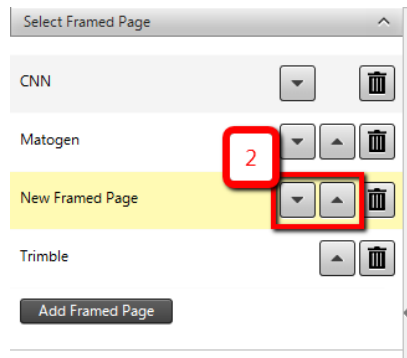 Select Framed Page
CNN
Matogen
2
New Framed Page
Trimble
Add Framed Page